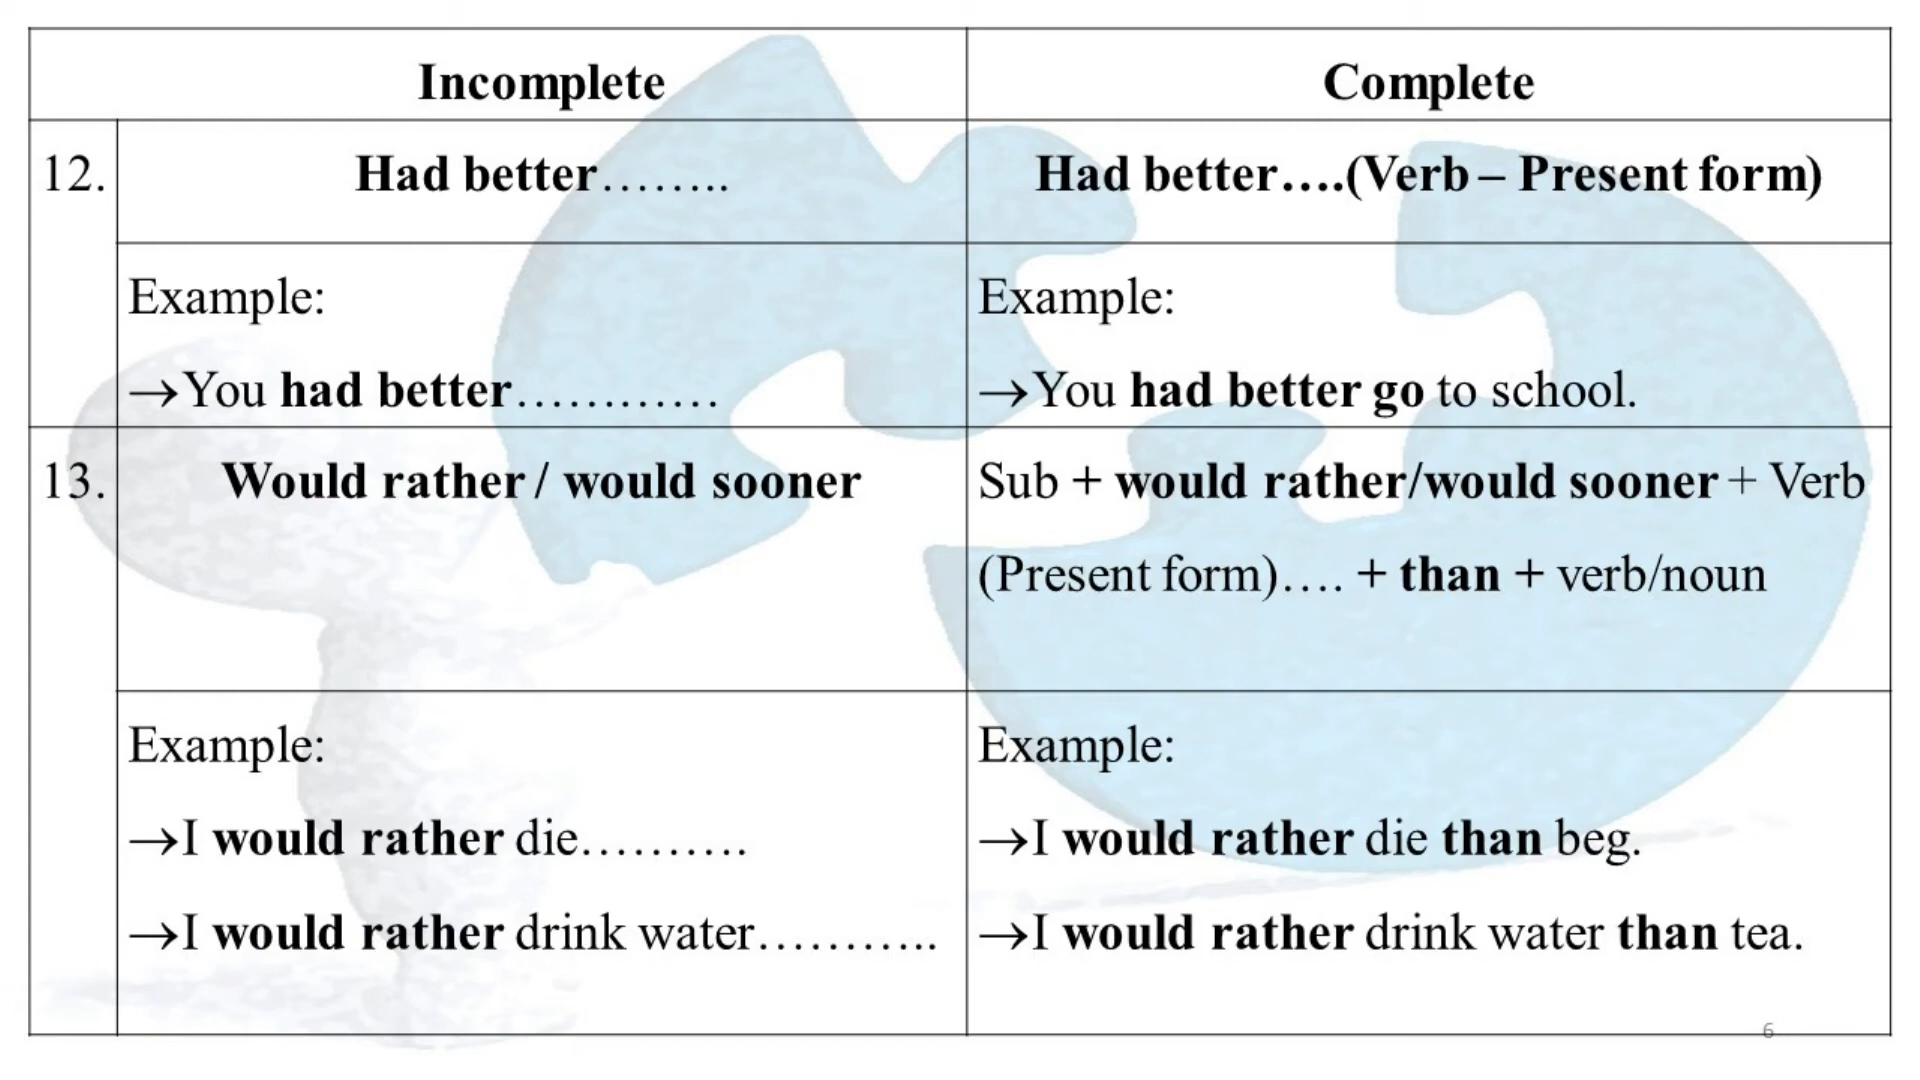 Incomplete
Complete
12.
Had better……..
Had better….(Verb – Present form)
Example:
→You had better…………
Example:
→You had better go to school.
13.
Would rather / would sooner
Sub + would rather/would sooner + Verb
(Present form)…. + than + verb/noun
Example:
→I would rather die……….
→I would rather drink water………..
Example:
→I would rather die than beg.
→I would rather drink water than tea.
6